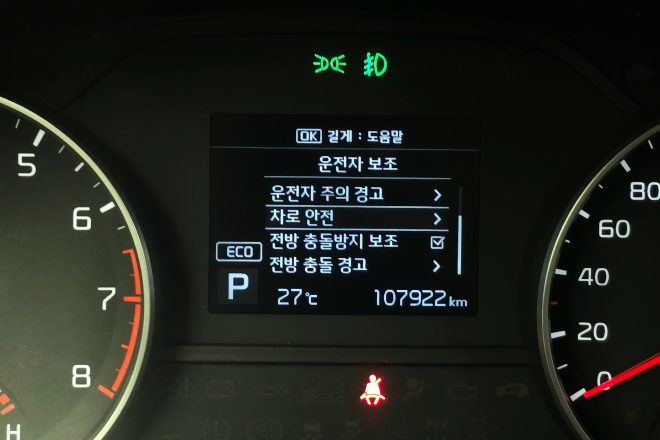 OK 길게 : 도움말
운전자 보조
운전자 주의 경고
차로 안전
전방 충돌방지 보조
전방 충돌 경고
ECO
P
27℃
107922 km
5
6
7
8
H
80
60
40
20
0